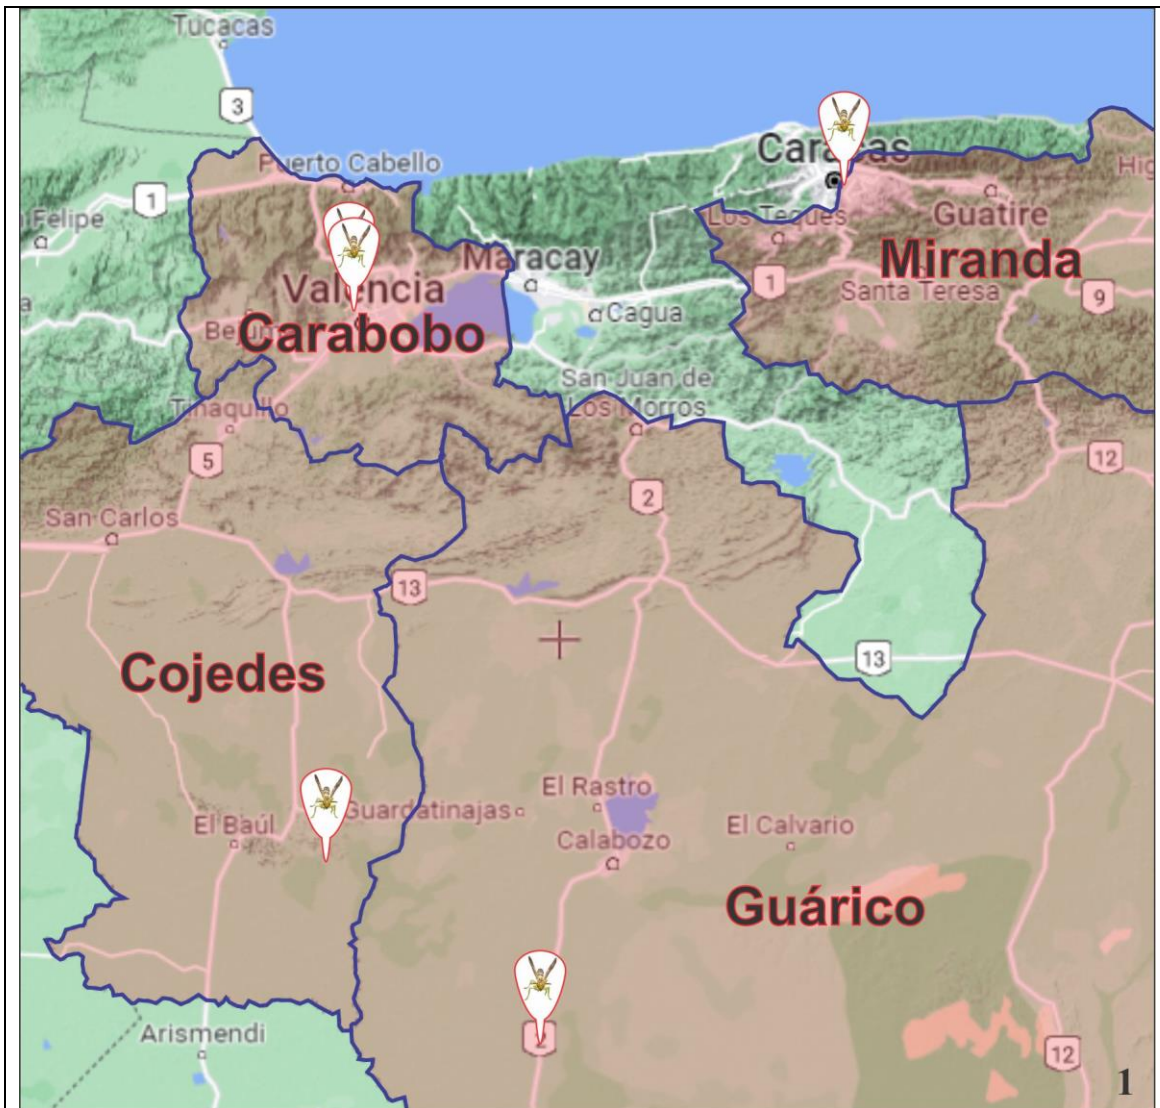 Tucacas
3
Puerto Cabello
Caracas
1
Felipe
Los Teques
Guatire
Hig
Miranda
Maracay
Valencia
1
Santa Teresa
9
Cagua
Carabobo
San Juan de
Los Morros
Tinaquillo
5
12
2
San Carlos
13
13
Cojedes
El Rastro
Guardatinajas
El Baúl
Calabozo
El Calvario
Guárico
Arismendi
2
12
1